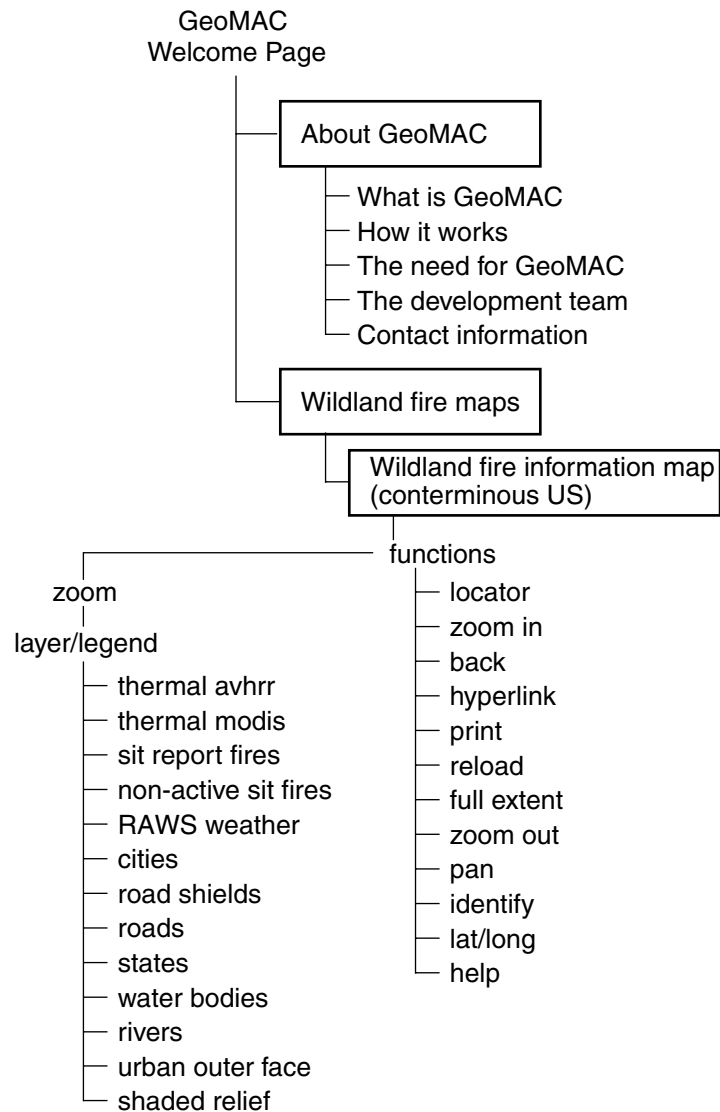 GeoMAC
Welcome Page
About GeoMAC
What is GeoMAC
How it works
The need for GeoMAC
The development team
Contact information
Wildland fire maps
Wildland fire information map
(conterminous US)
functions
zoom
layer/legend
thermal avhrr
thermal modis
sit report fires
non-active sit fires
RAWS weather
cities
road shields
roads
states
water bodies
rivers
urban outer face
shaded relief
locator
zoom in
back
hyperlink
print
reload
full extent
zoom out
pan
identify
lat/long
help